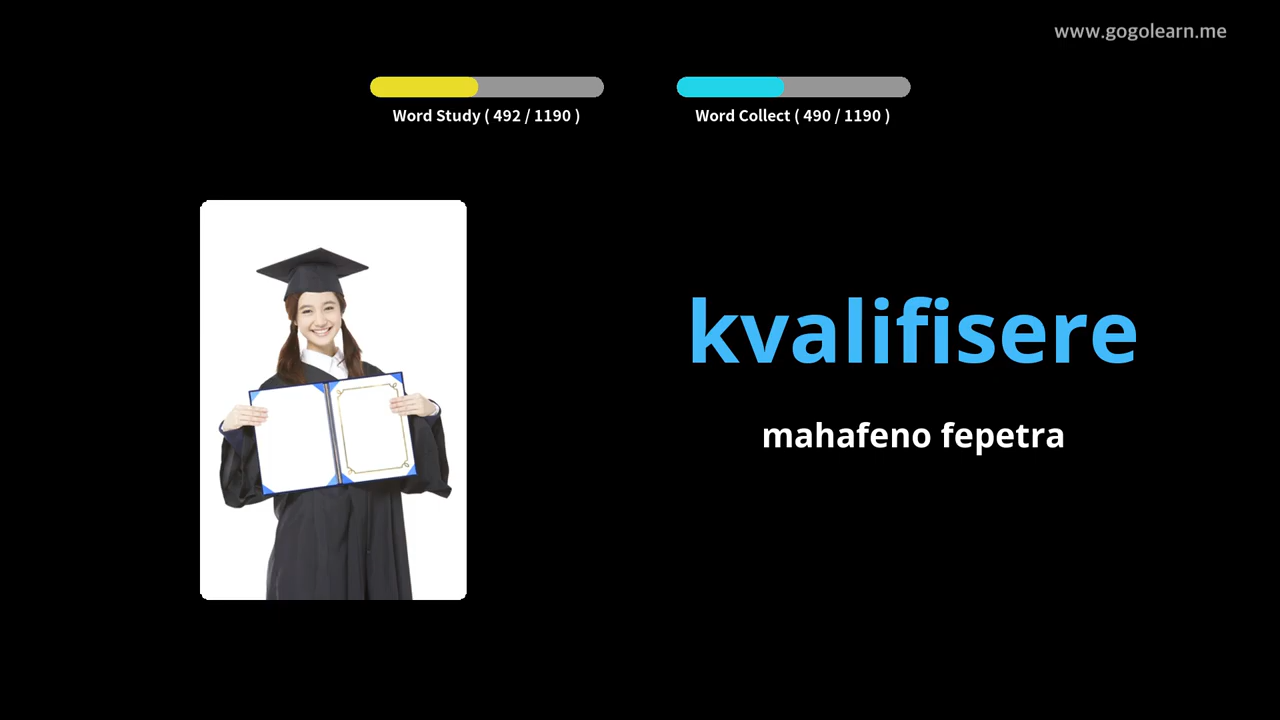 www.gogolearn.me
Word Study ( 492 / 1190 )
Word Collect ( 490 / 1190 )
kvalifisere
mahafeno fepetra